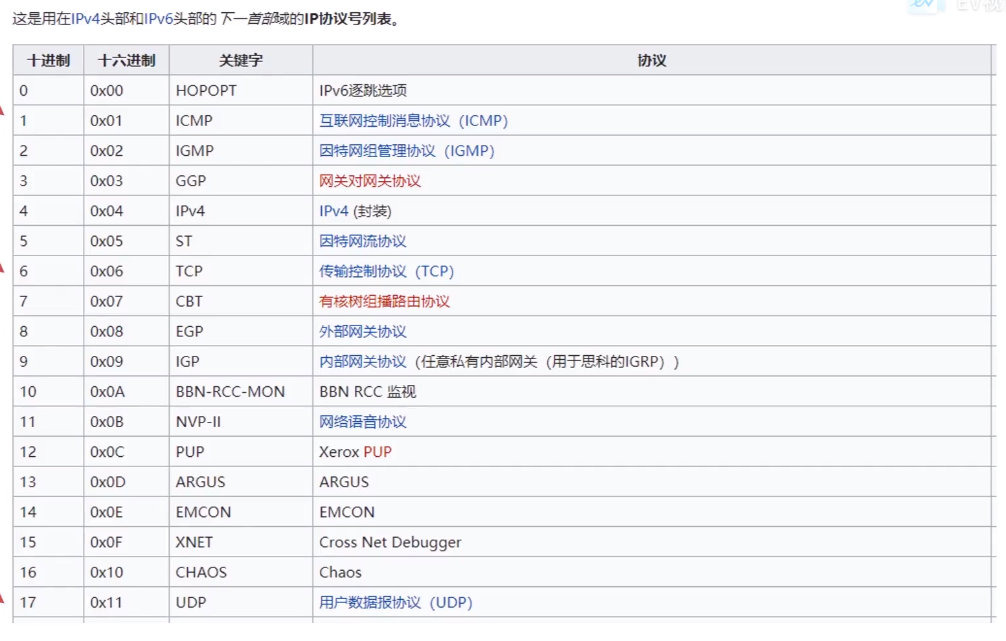 这是用在IPv4头部和IPv6头部的下一首部域的IP协议号列表。
十进制 十六进制 关键字 协议
0 0x00 HOPOPT IPv6逐跳选项
1 0x01 ICMP 互联网控制消息协议（ICMP）
2 0x02 IGMP 因特网组管理协议（IGMP）
3 0x03 GGP 网关对网关协议
4 0x04 IPv4 IPv4 (封装)
5 0x05 ST 因特网流协议
6 0x06 TCP 传输控制协议（TCP）
7 0x07 CBT 有核树组播路由协议
8 0x08 EGP 外部网关协议
9 0x09 IGP 内部网关协议（任意私有内部网关（用于思科的IGRP））
10 0x0A BBN-RCC-MON BBN RCC 监视
11 0x0B NVP-II 网络语音协议
12 0x0C PUP Xerox PUP
13 0x0D ARGUS ARGUS
14 0x0E EMCON EMCON
15 0x0F XNET Cross Net Debugger
16 0x10 CHAOS Chaos
17 0x11 UDP 用户数据报协议（UDP）